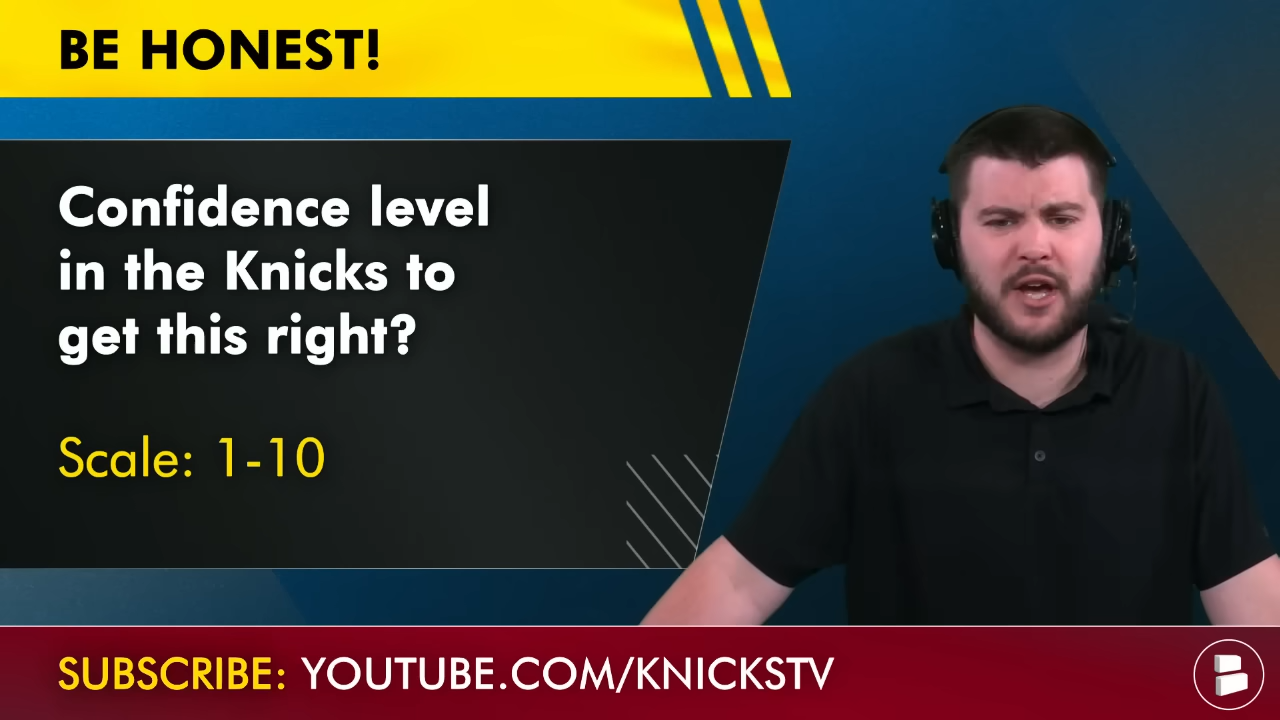 BE HONEST!
Confidence level
in the Knicks to
get this right?
Scale: 1-10
SUBSCRIBE: YOUTUBE.COM/KNICKSTV